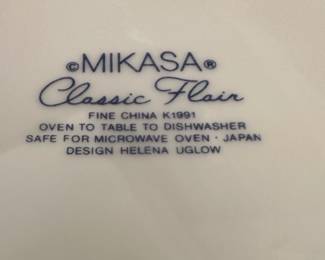 ©MIKASA®
Classic Flair
FINE CHINA K1991
OVEN TO TABLE TO DISHWASHER
SAFE FOR MICROWAVE OVEN · JAPAN
DESIGN HELENA UGLOW